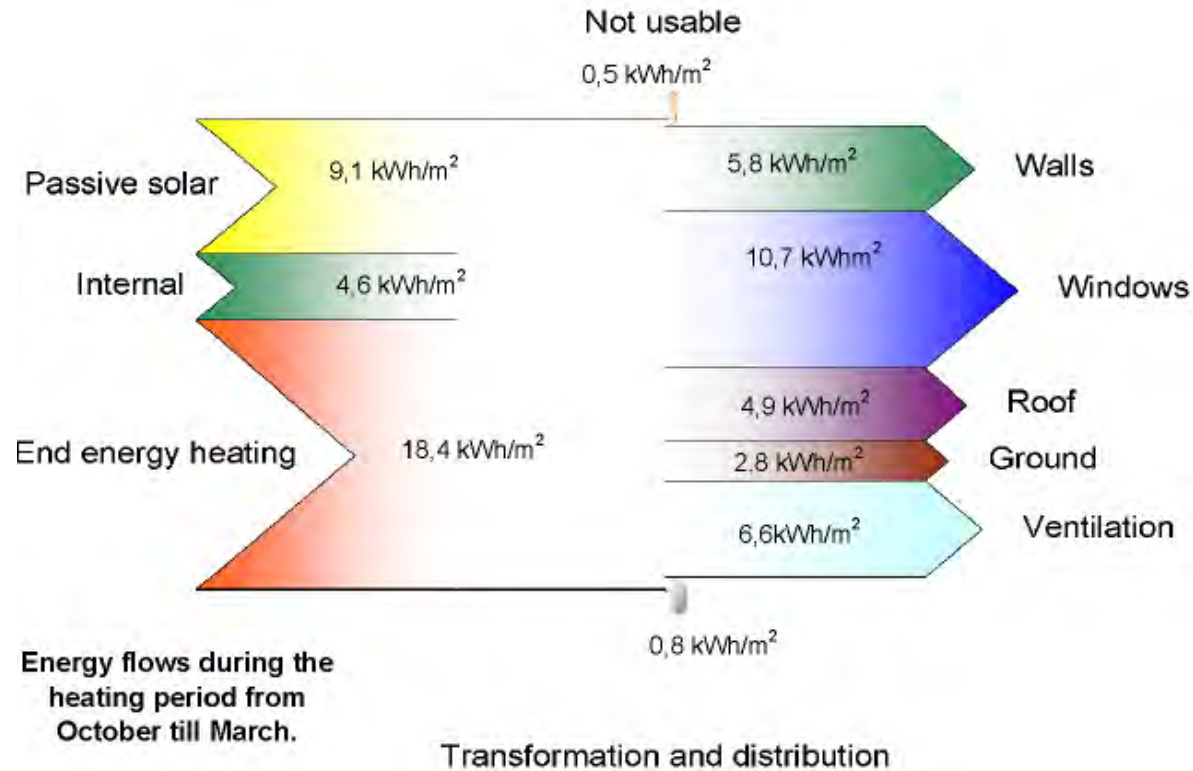 Not usable
0,5 kWh/m²
Passive solar
9,1 kWh/m²
5,8 kWh/m²
Walls
Internal
4,6 kWh/m²
10,7 kWhm²
Windows
End energy heating
18,4 kWh/m²
4,9 kWh/m²
Roof
2,8 kWh/m²
Ground
6,6kWh/m²
Ventilation
0,8 kWh/m²
Energy flows during the
heating period from
October till March.
Transformation and distribution